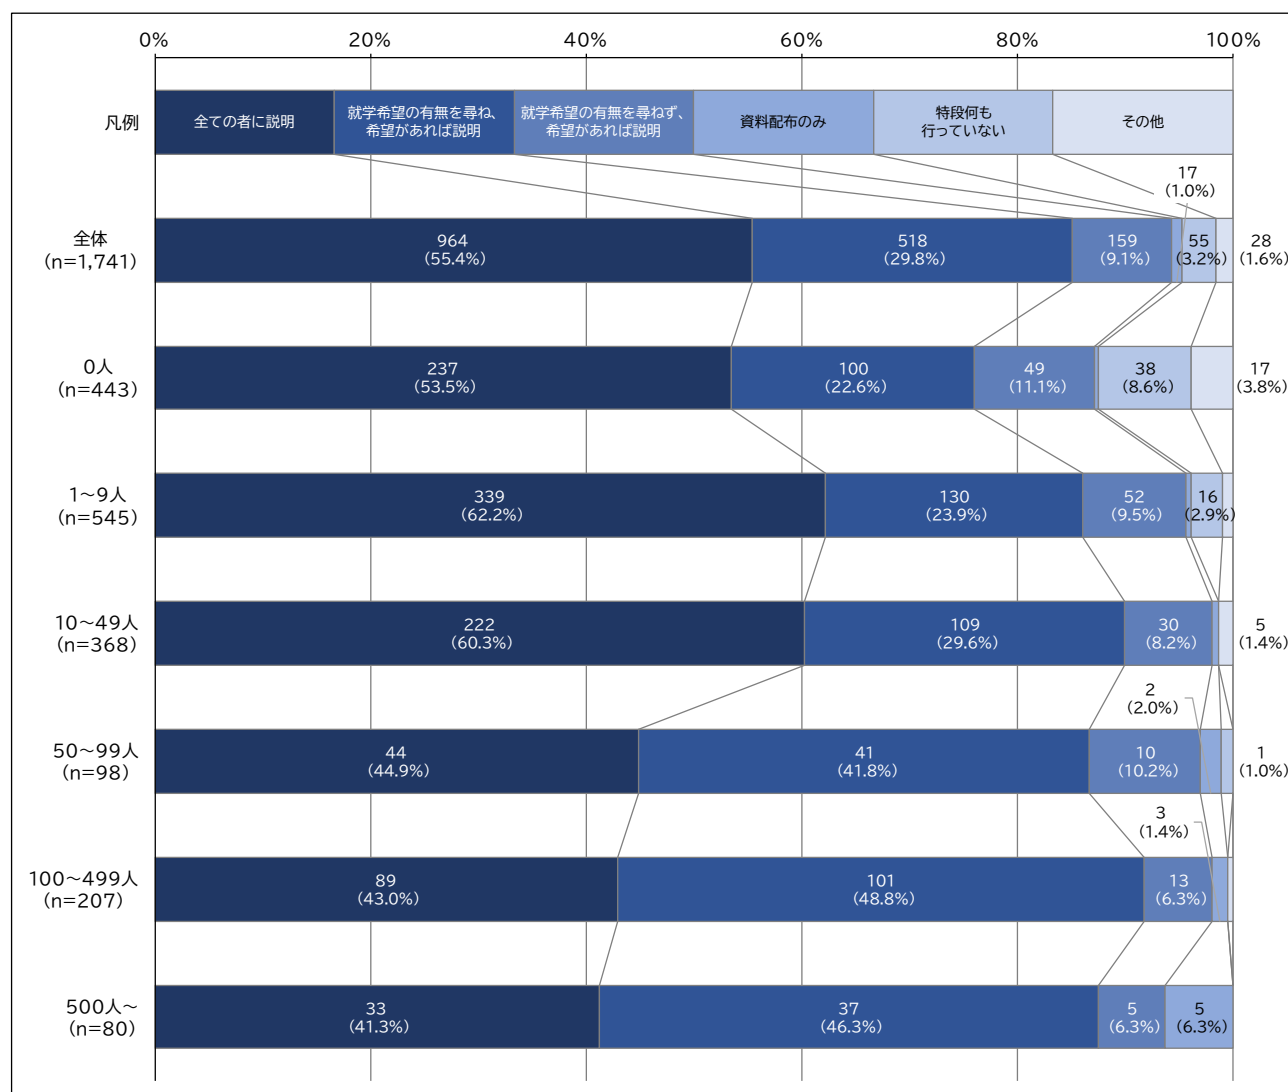 0% 20% 40% 60% 80% 100%
凡例
全ての者に説明
就学希望の有無を尋ね、
希望があれば説明
就学希望の有無を尋ねず、
希望があれば説明
資料配布のみ
特段何も
行っていない
その他
17
(1.0%)
全体
(n=1,741)
964
(55.4%)
518
(29.8%)
159
(9.1%)
55
(3.2%)
28
(1.6%)
0人
(n=443)
237
(53.5%)
100
(22.6%)
49
(11.1%)
38
(8.6%)
17
(3.8%)
1~9人
(n=545)
339
(62.2%)
130
(23.9%)
52
(9.5%)
16
(2.9%)
10~49人
(n=368)
222
(60.3%)
109
(29.6%)
30
(8.2%)
5
(1.4%)
2
(2.0%)
50~99人
(n=98)
44
(44.9%)
41
(41.8%)
10
(10.2%)
1
(1.0%)
3
(1.4%)
100~499人
(n=207)
89
(43.0%)
101
(48.8%)
13
(6.3%)
500人~
(n=80)
33
(41.3%)
37
(46.3%)
5
(6.3%)
5
(6.3%)